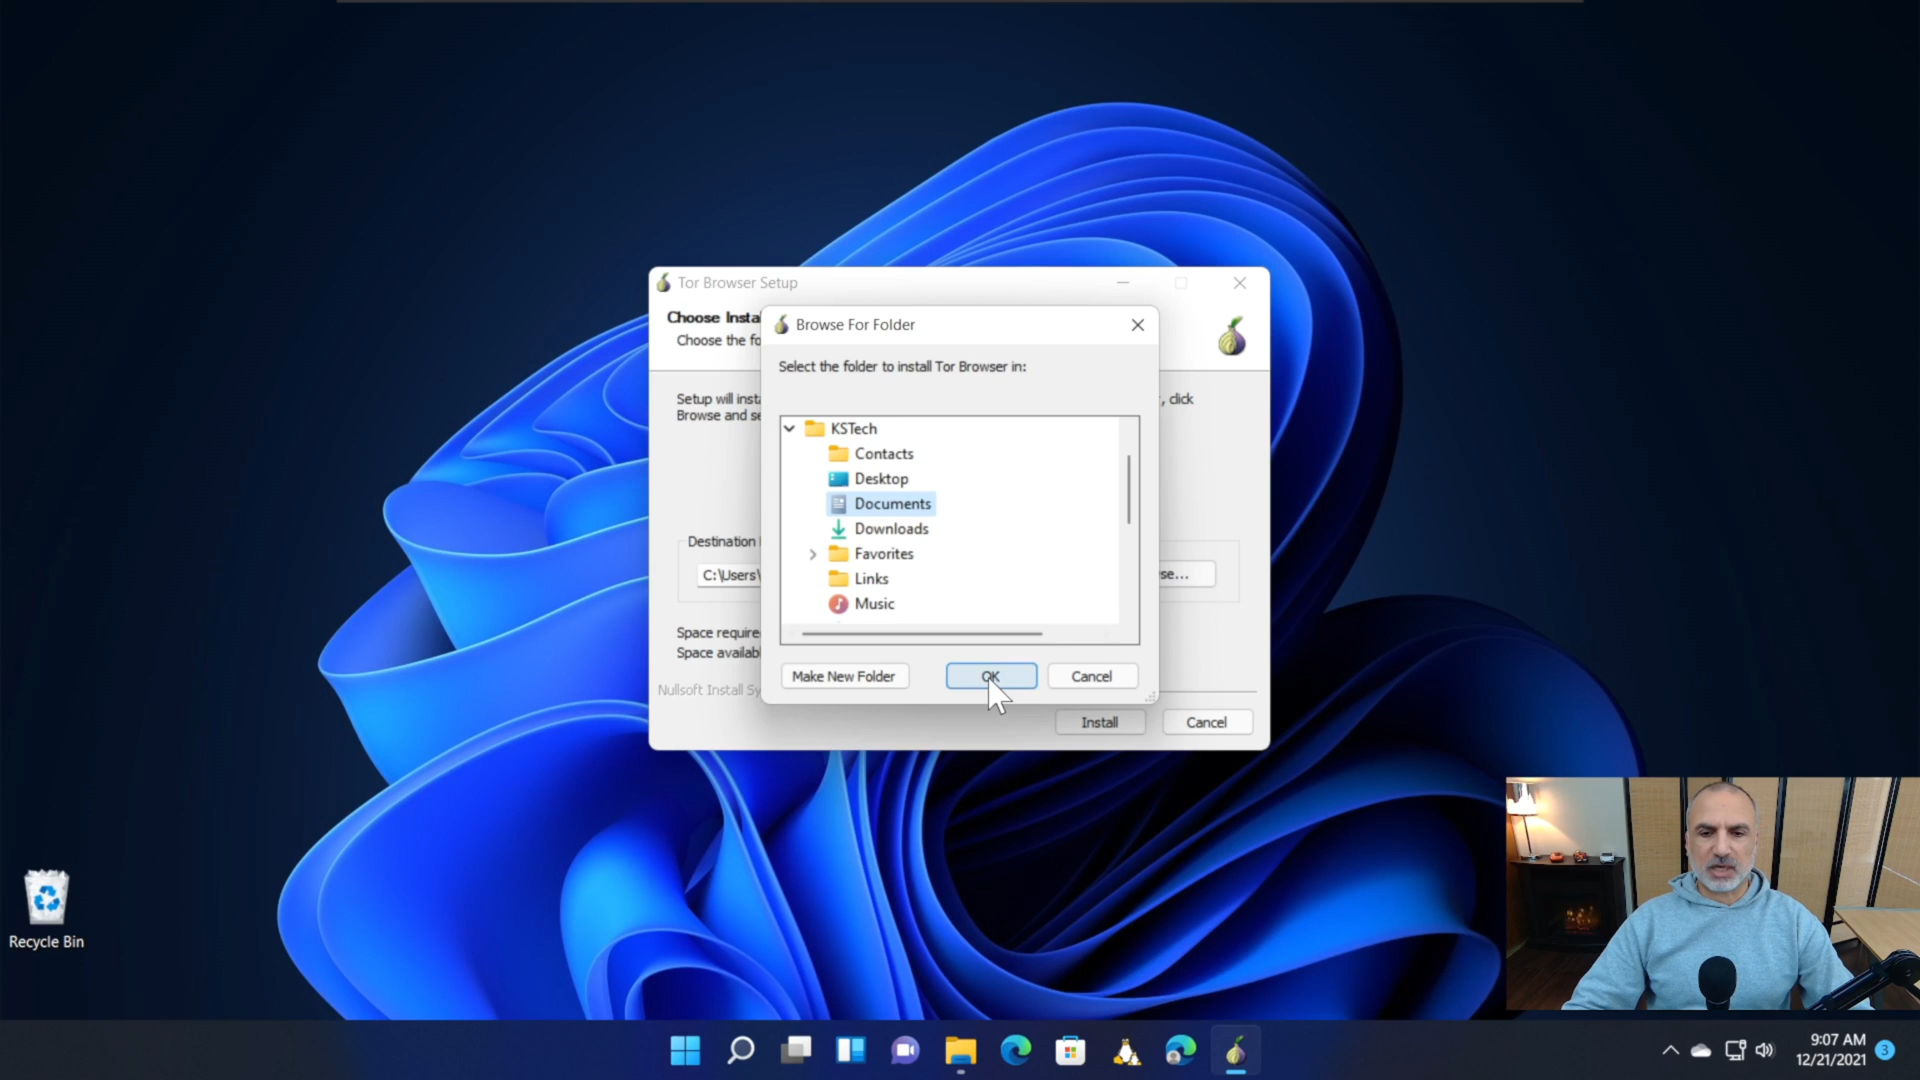 Tor Browser Setup
Choose Insta
Choose the fo
Browse For Folder
Select the folder to install Tor Browser in:
Setup will insta
, click
Browse and se
KSTech
Contacts
Desktop
Documents
Downloads
Favorites
Links
Music
Destination
C:\Users\
se...
Space require
Space availab
Make New Folder
OK
Cancel
Nullsoft Install Sy
Install
Cancel
Recycle Bin
9:07 AM
12/21/2021
3